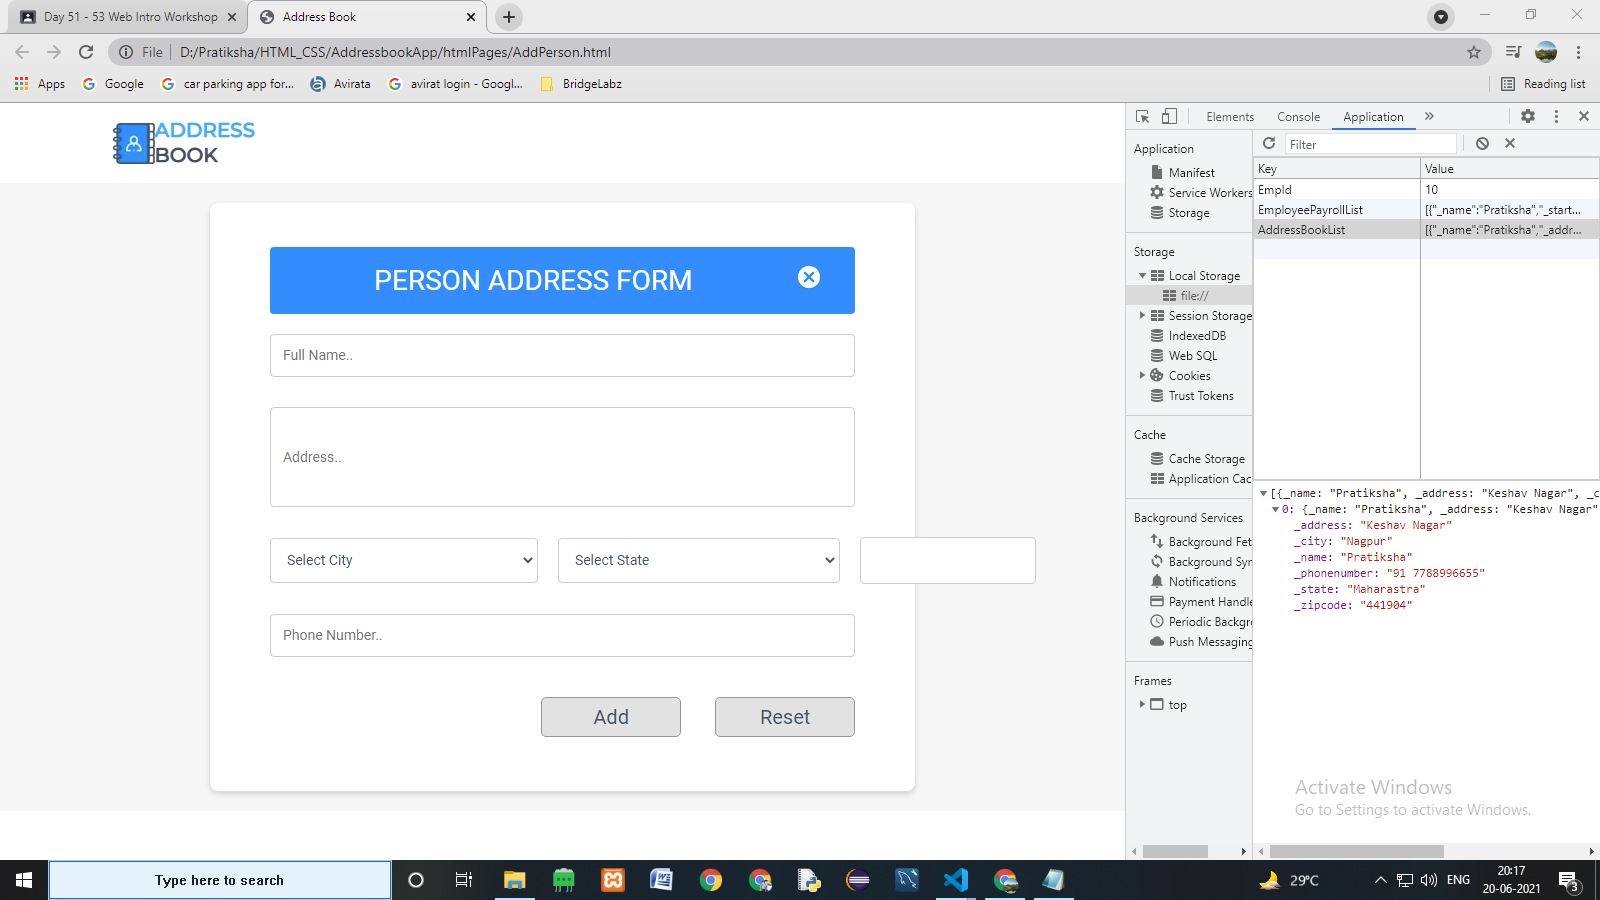 Day 51 - 53 Web Intro Workshop
Address Book
File
D:/Pratiksha/HTML_CSS/AddressbookApp/htmlPages/AddPerson.html
Apps
Google
car parking app for...
Avirata
avirat login - Googl...
BridgeLabz
Reading list
ADDRESS
BOOK
PERSON ADDRESS FORM
Full Name..
Address..
Select City
Select State
Phone Number..
Add
Reset
Elements
Console
Application
»
Application
Manifest
Service Workers
Storage
Storage
Local Storage
file://
Session Storage
IndexedDB
Web SQL
Cookies
Trust Tokens
Cache
Cache Storage
Application Cac
Background Services
Background Fet
Background Syn
Notifications
Payment Handle
Periodic Backgr
Push Messaging
Frames
top
Filter
Key Value
EmpId 10
EmployeePayrollList [{"_name":"Pratiksha","_start...
AddressBookList [{"_name":"Pratiksha","_addr...
[{_name: "Pratiksha", _address: "Keshav Nagar", _c
0: {_name: "Pratiksha", _address: "Keshav Nagar"
_address: "Keshav Nagar"
_city: "Nagpur"
_name: "Pratiksha"
_phonenumber: "91 7788996655"
_state: "Maharastra"
_zipcode: "441904"
Activate Windows
Go to Settings to activate Windows.
Type here to search
29°C
ENG
20:17
20-06-2021
3